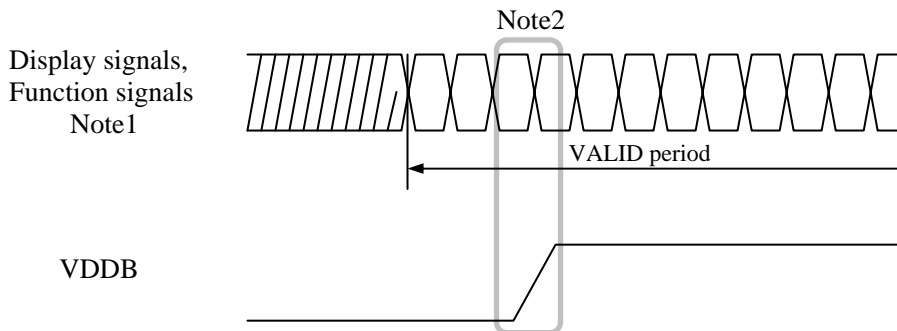 Note2
Display signals,
Function signals
Note1
VALID period
VDDB